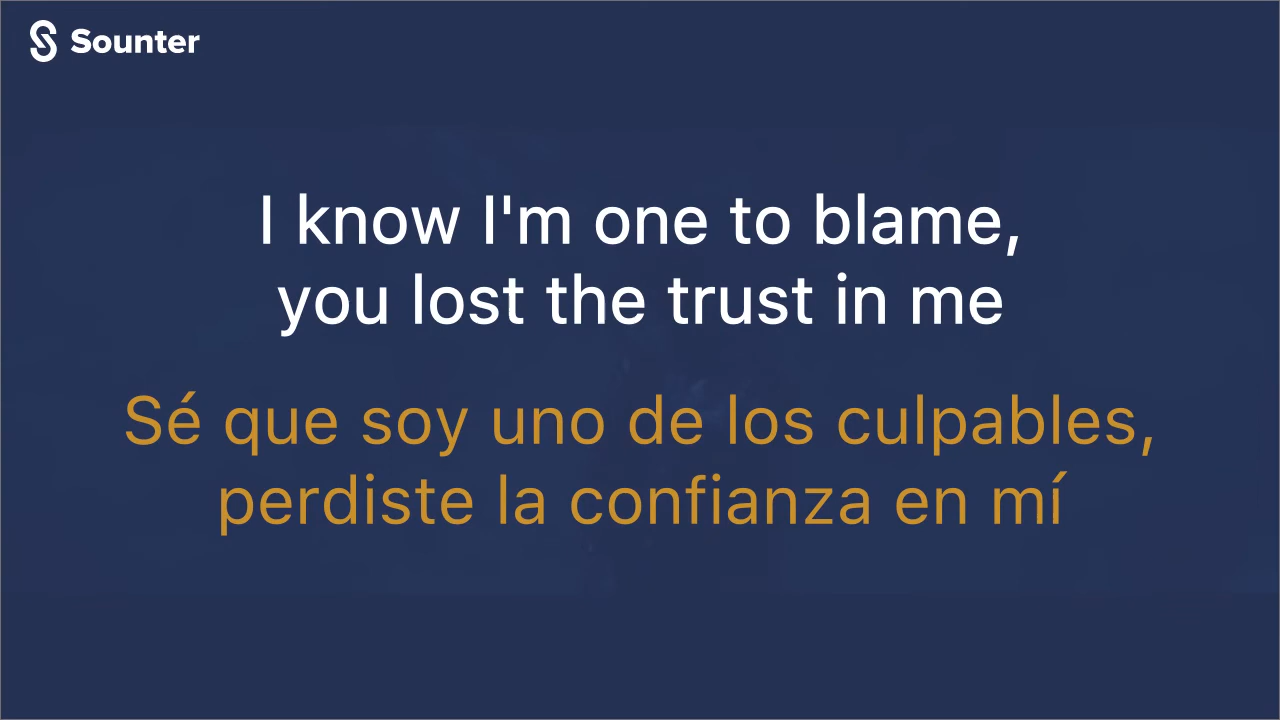 Sounter
I know I'm one to blame,
you lost the trust in me
Sé que soy uno de los culpables,
perdiste la confianza en mí